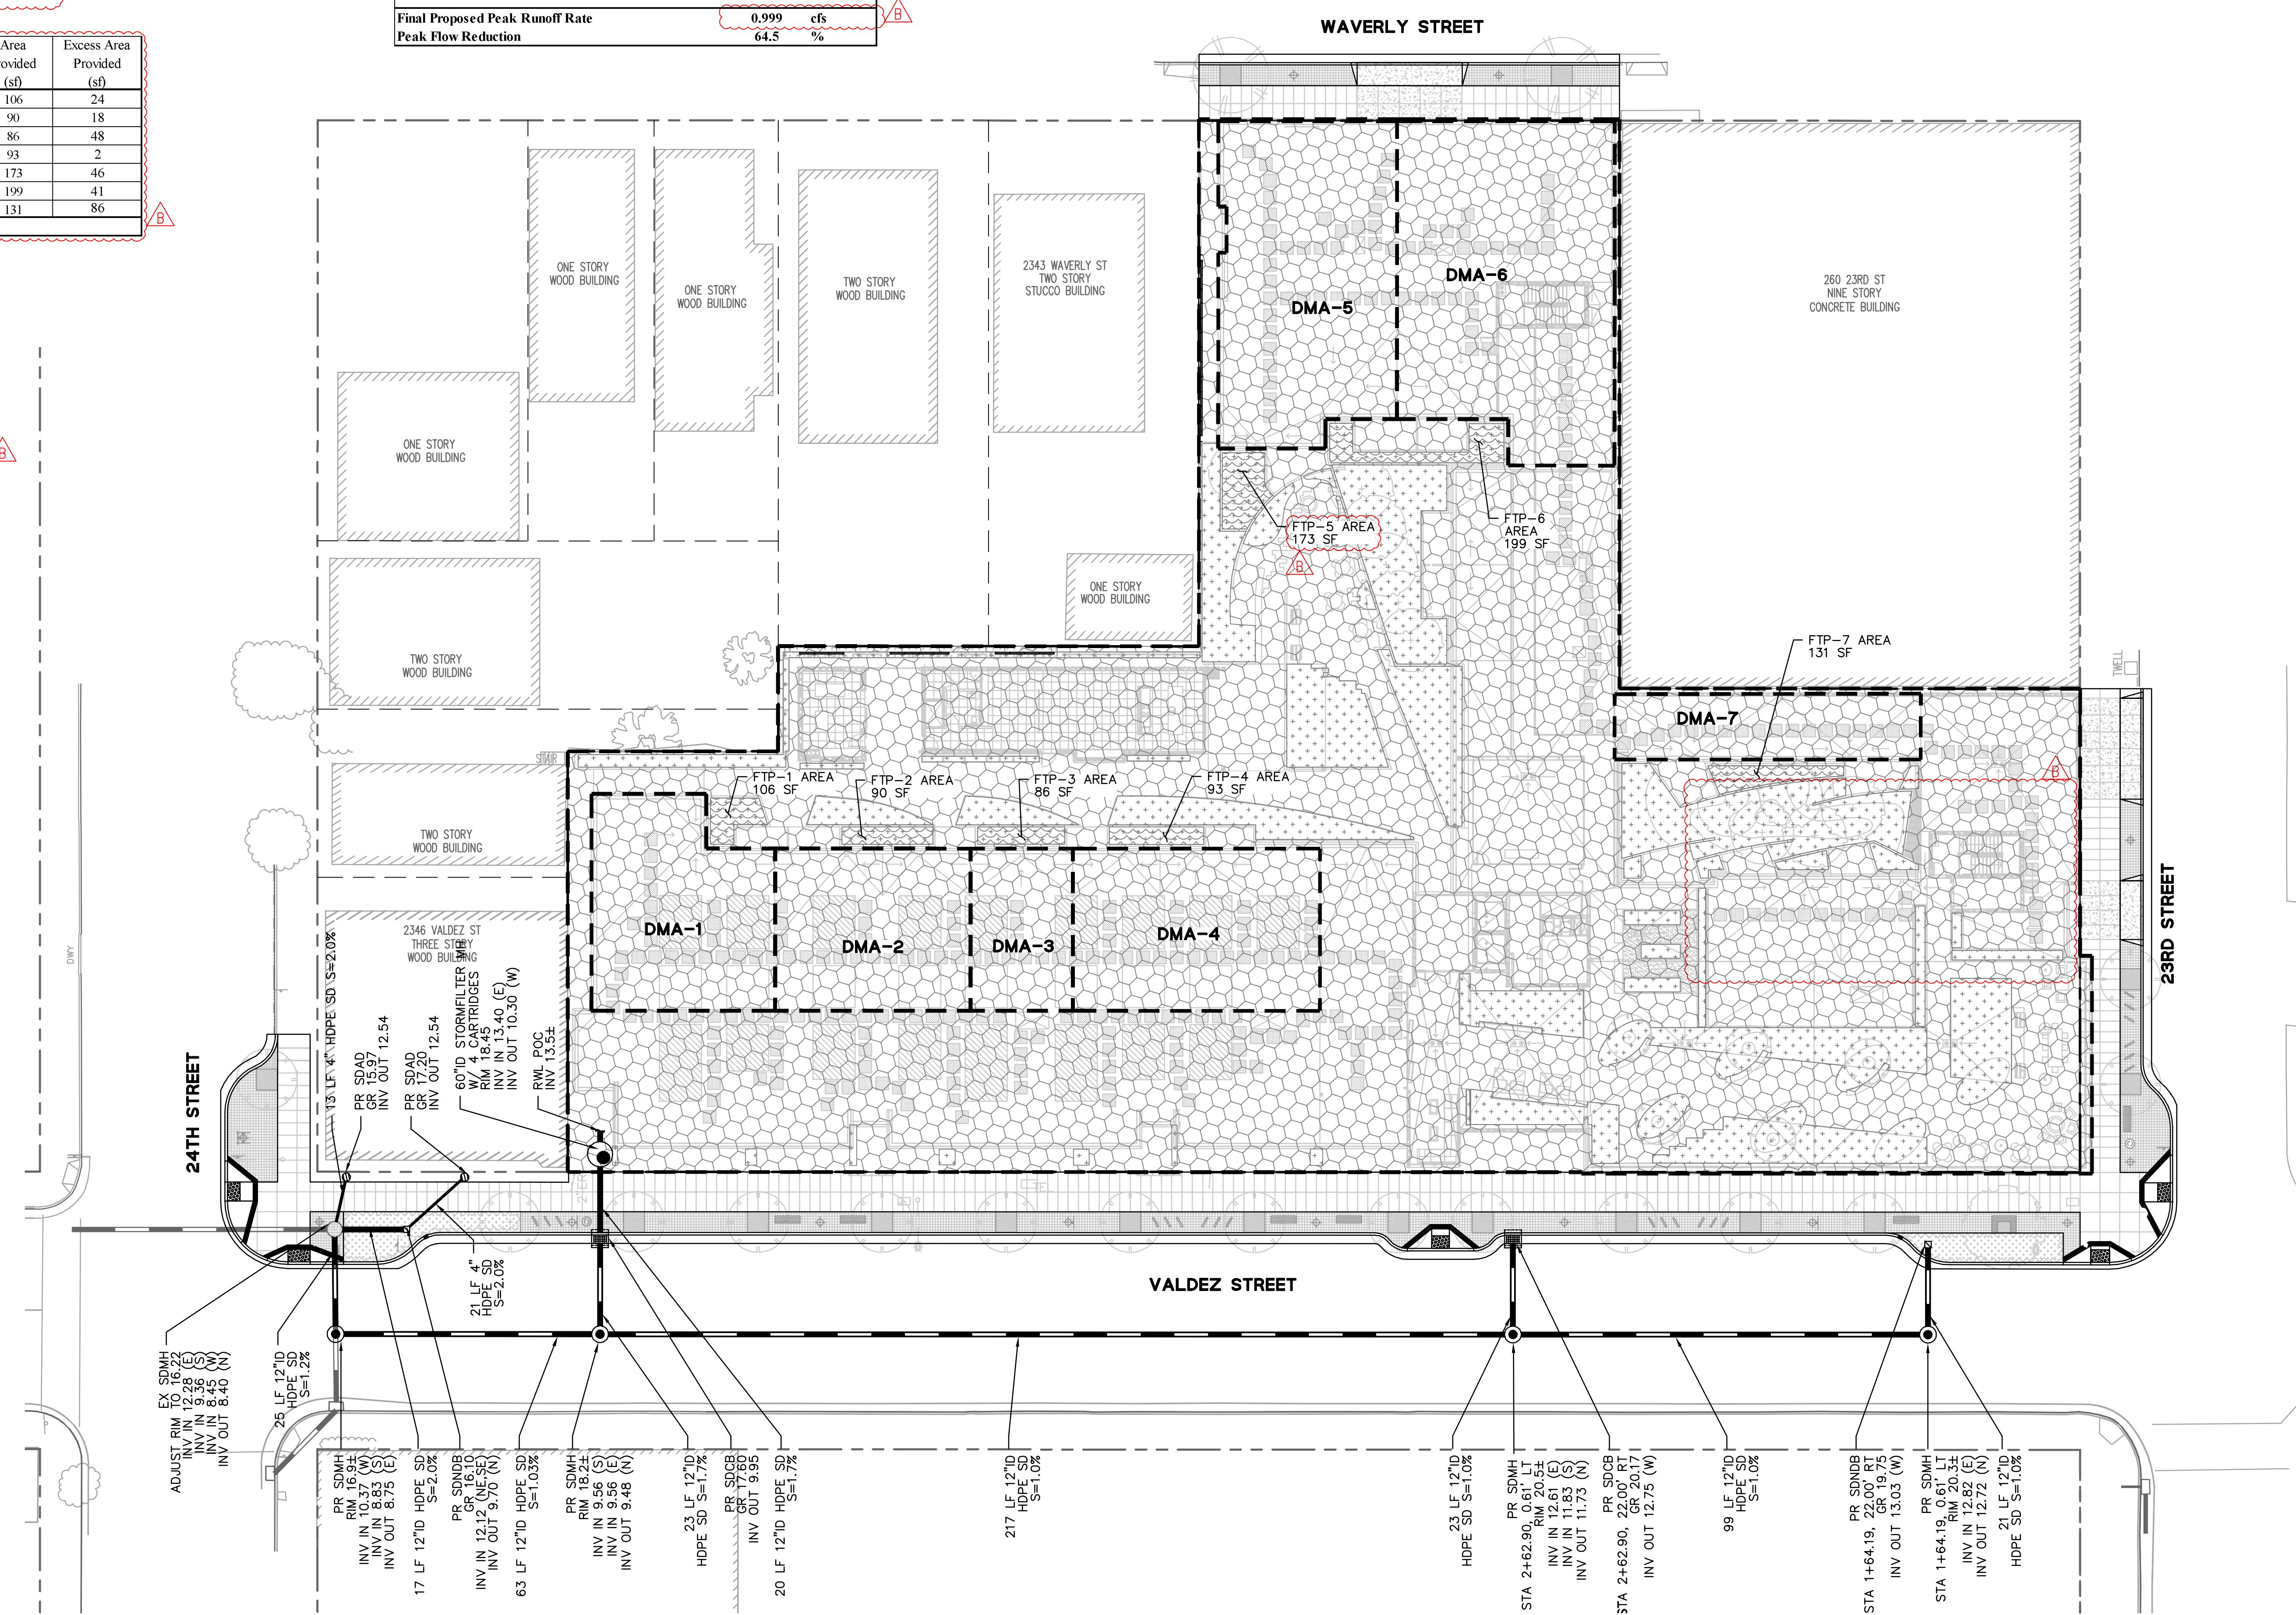 Final Proposed Peak Runoff Rate 0.999 cfs
Peak Flow Reduction 64.5 %
B
Area Excess Area
Provided
(sf) (sf)
106 24
90 18
86 48
93 2
173 46
199 41
131 86
B
B
WAVERLY STREET
ONE STORY
WOOD BUILDING
ONE STORY
WOOD BUILDING
TWO STORY
WOOD BUILDING
2343 WAVERLY ST
TWO STORY
STUCCO BUILDING
260 23RD ST
NINE STORY
CONCRETE BUILDING
DMA-5
DMA-6
ONE STORY
WOOD BUILDING
FTP-5 AREA
173 SF
B
FTP-6
AREA
199 SF
ONE STORY
WOOD BUILDING
TWO STORY
WOOD BUILDING
FTP-7 AREA
131 SF
TWELL
DMA-7
B
STAIR
FTP-1 AREA
106 SF
FTP-2 AREA
90 SF
FTP-3 AREA
86 SF
FTP-4 AREA
93 SF
TWO STORY
WOOD BUILDING
DMA-1
DMA-2
DMA-3
DMA-4
2346 VALDEZ ST
THREE STORY
WOOD BUILDING
DWY
24TH STREET
23RD STREET
13 LF 4" HDPE SD S=2.0%
PR SDAD
GR 15.97
INV OUT 12.54
PR SDAD
GR 17.20
INV OUT 12.54
60"ID STORMFILTER MH
W/ 4 CARTRIDGES
RIM 18.45
INV IN 13.40 (E)
INV OUT 10.30 (W)
RWL POC
INV 13.5±
TEL
21 LF 4"
HDPE SD
S=2.0%
VALDEZ STREET
EX SDMH
ADJUST RIM TO 16.22
INV IN 12.28 (E)
INV IN 9.36 (S)
INV IN 8.45 (W)
INV OUT 8.40 (N)
25 LF 12"ID
HDPE SD
S=1.2%
PR SDMH
RIM 16.9±
INV IN 10.37 (W)
INV IN 8.83 (S)
INV OUT 8.75 (E)
17 LF 12"ID HDPE SD
S=2.0%
PR SDNDB
GR 16.10
INV IN 12.12 (NE,SE)
INV OUT 9.70 (N)
63 LF 12"ID HDPE SD
S=1.03%
PR SDMH
RIM 18.2±
INV IN 9.56 (S)
INV IN 9.56 (E)
INV OUT 9.48 (N)
23 LF 12"ID
HDPE SD S=1.7%
PR SDCB
GR 17.60
INV OUT 9.95
20 LF 12"ID HDPE SD
S=1.7%
217 LF 12"ID
HDPE SD
S=1.0%
23 LF 12"ID
HDPE SD S=1.0%
PR SDMH
STA 2+62.90, 0.61' LT
RIM 20.5±
INV IN 12.61 (E)
INV IN 11.83 (S)
INV OUT 11.73 (N)
PR SDCB
STA 2+62.90, 22.00' RT
GR 20.17
INV OUT 12.75 (W)
99 LF 12"ID
HDPE SD
S=1.0%
PR SDNDB
STA 1+64.19, 22.00' RT
GR 19.75
INV OUT 13.03 (W)
PR SDMH
STA 1+64.19, 0.61' LT
RIM 20.3±
INV IN 12.82 (E)
INV OUT 12.72 (N)
21 LF 12"ID
HDPE SD S=1.0%